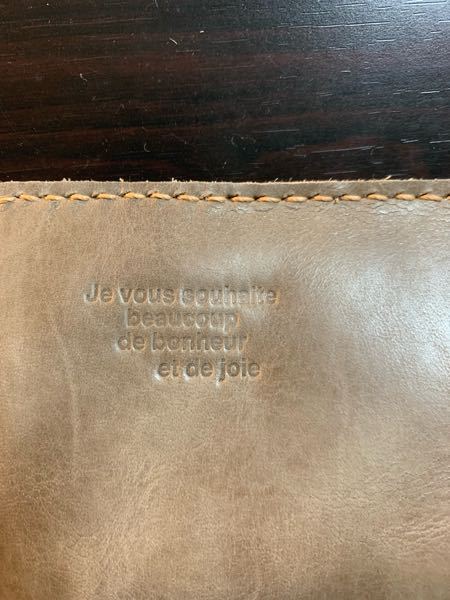 Je vous souhaite
beaucoup
de bonheur
et de joie